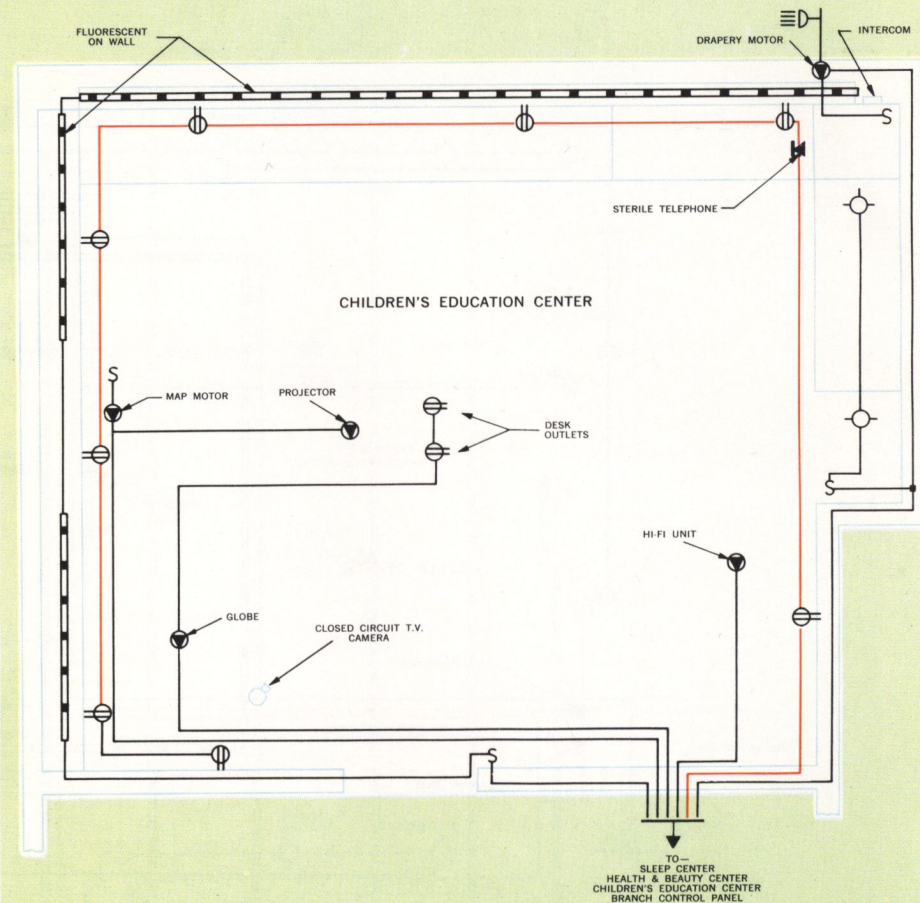 FLUORESCENT
ON WALL
DRAPERY MOTOR
INTERCOM
S
STERILE TELEPHONE
CHILDREN'S EDUCATION CENTER
S
MAP MOTOR
PROJECTOR
DESK
OUTLETS
S
HI-FI UNIT
GLOBE
CLOSED CIRCUIT T.V.
CAMERA
S
TO—
SLEEP CENTER
HEALTH & BEAUTY CENTER
CHILDREN'S EDUCATION CENTER
BRANCH CONTROL PANEL